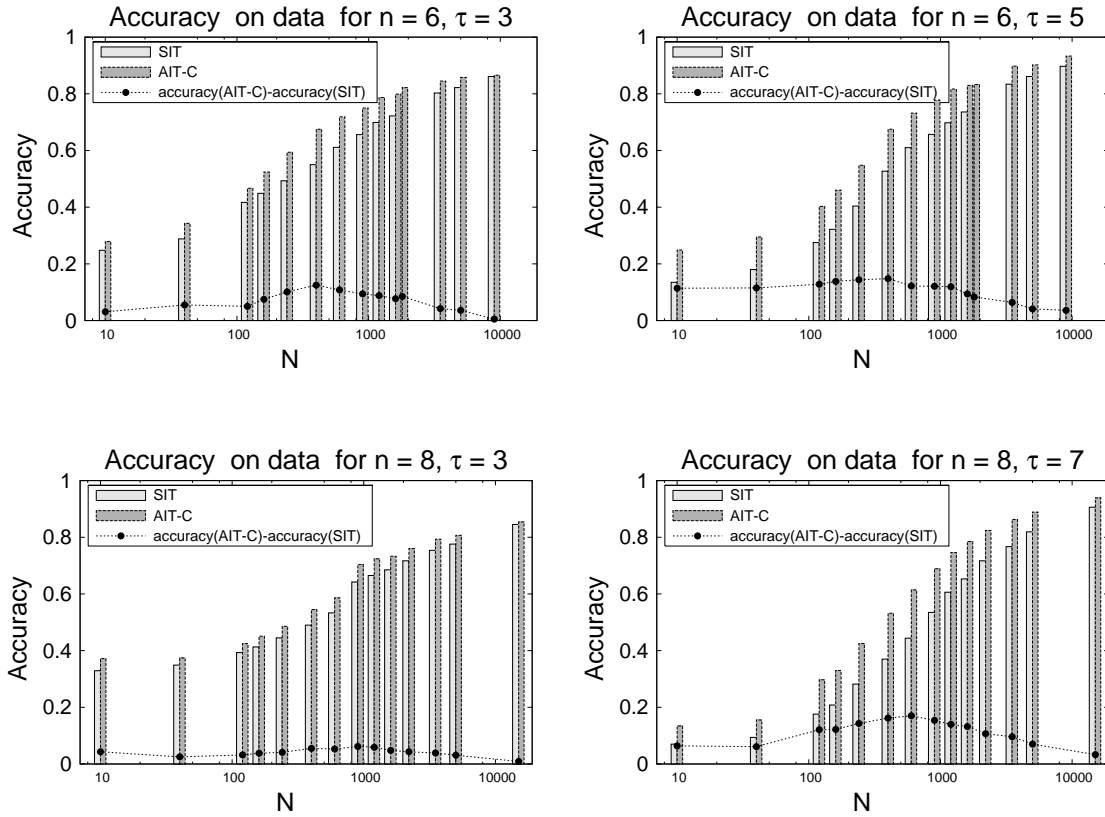 Accuracy on data for n = 6, τ = 3
SIT
AIT-C
accuracy(AIT-C)-accuracy(SIT)
Accuracy
1
0.8
0.6
0.4
0.2
0
10 100 1000 10000
N
Accuracy on data for n = 6, τ = 5
SIT
AIT-C
accuracy(AIT-C)-accuracy(SIT)
Accuracy
1
0.8
0.6
0.4
0.2
0
10 100 1000 10000
N
Accuracy on data for n = 8, τ = 3
SIT
AIT-C
accuracy(AIT-C)-accuracy(SIT)
Accuracy
1
0.8
0.6
0.4
0.2
0
10 100 1000 10000
N
Accuracy on data for n = 8, τ = 7
SIT
AIT-C
accuracy(AIT-C)-accuracy(SIT)
Accuracy
1
0.8
0.6
0.4
0.2
0
10 100 1000 10000
N